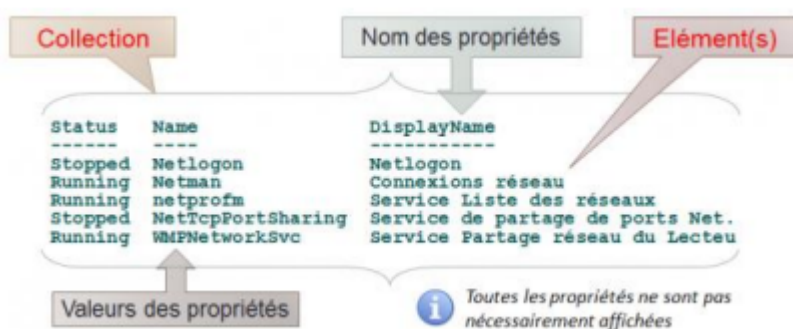 Collection
Nom des propriétés
Elément(s)
Status Name DisplayName
------ ---- -----------
Stopped Netlogon Netlogon
Running Netman Connexions réseau
Running netprofm Service Liste des réseaux
Stopped NetTcpPortSharing Service de partage de ports Net.
Running WMPNetworkSvc Service Partage réseau du Lecteu
Valeurs des propriétés
Toutes les propriétés ne sont pas
nécessairement affichées